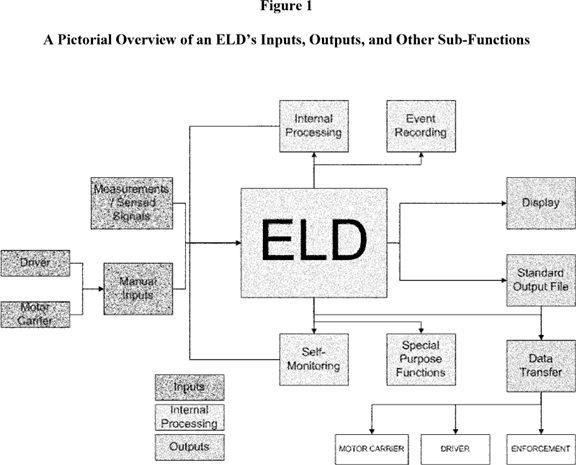 Figure 1
A Pictorial Overview of an ELD's Inputs, Outputs, and Other Sub-Functions
Internal
Processing
Event
Recording
Measurements
/ Sensed
Signals
ELD
Display
Driver
Manual
Inputs
Motor
Carrier
Standard
Output File
Self-
Monitoring
Special
Purpose
Functions
Data
Transfer
Inputs
Internal
Processing
Outputs
MOTOR CARRIER
DRIVER
ENFORCEMENT